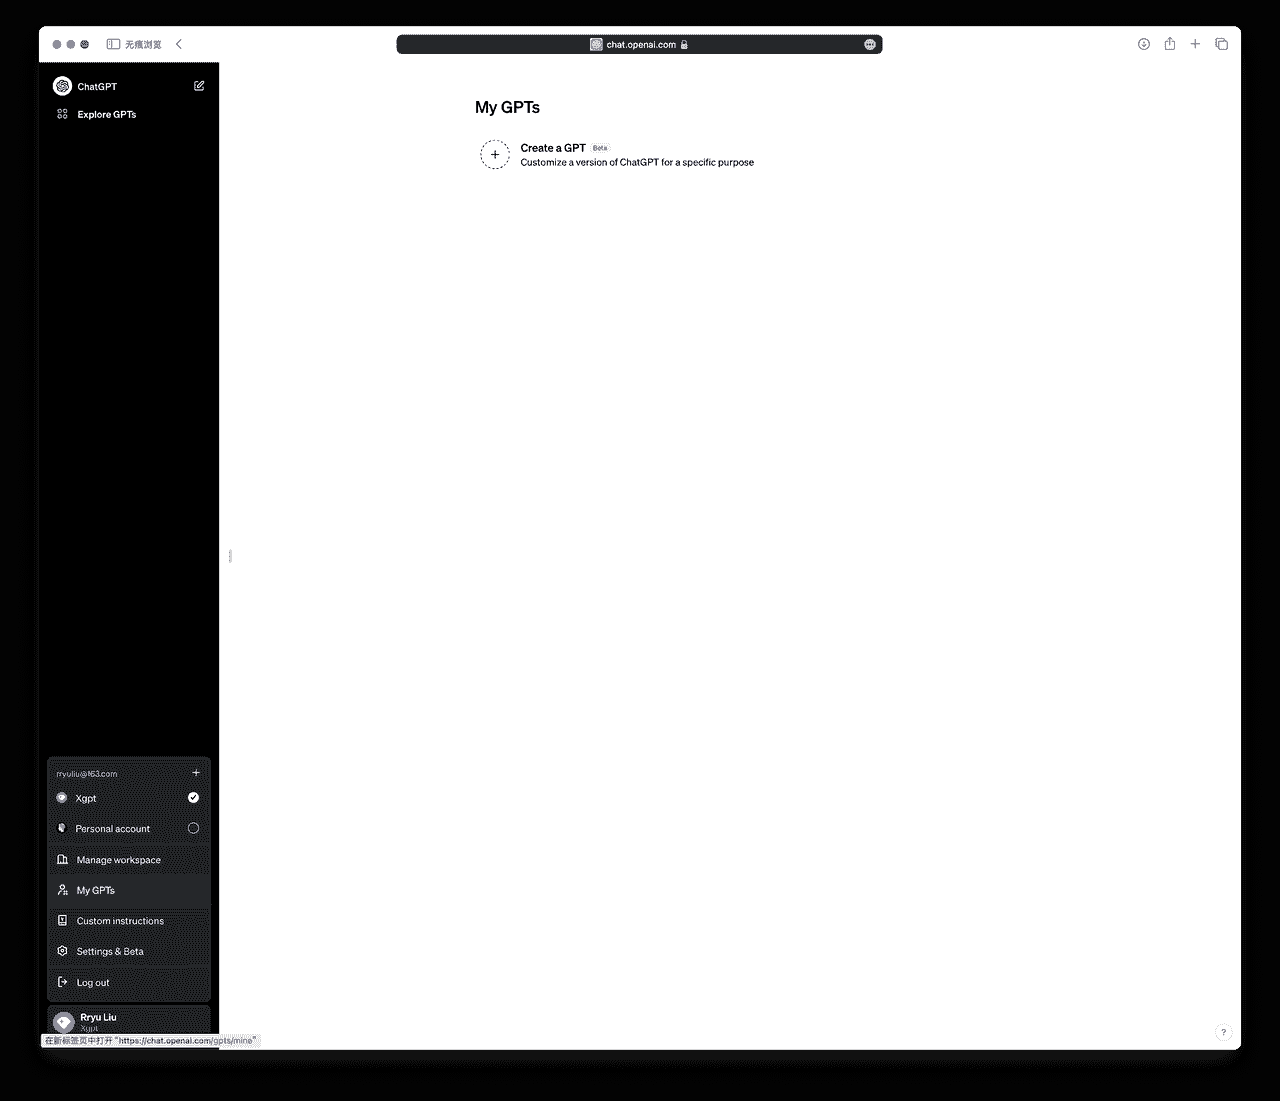 无痕浏览
chat.openai.com
ChatGPT
Explore GPTs
My GPTs
Create a GPT Beta
Customize a version of ChatGPT for a specific purpose
rryuliu@163.com
Xgpt
Personal account
Manage workspace
My GPTs
Custom instructions
Settings & Beta
Log out
Rryu Liu
Xgpt
在新标签页中打开 "https://chat.openai.com/gpts/mine"
?